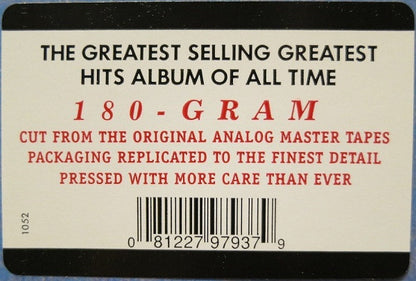 THE GREATEST SELLING GREATEST
HITS ALBUM OF ALL TIME
180-GRAM
CUT FROM THE ORIGINAL ANALOG MASTER TAPES
PACKAGING REPLICATED TO THE FINEST DETAIL
PRESSED WITH MORE CARE THAN EVER
1052
0 81227 97937 9